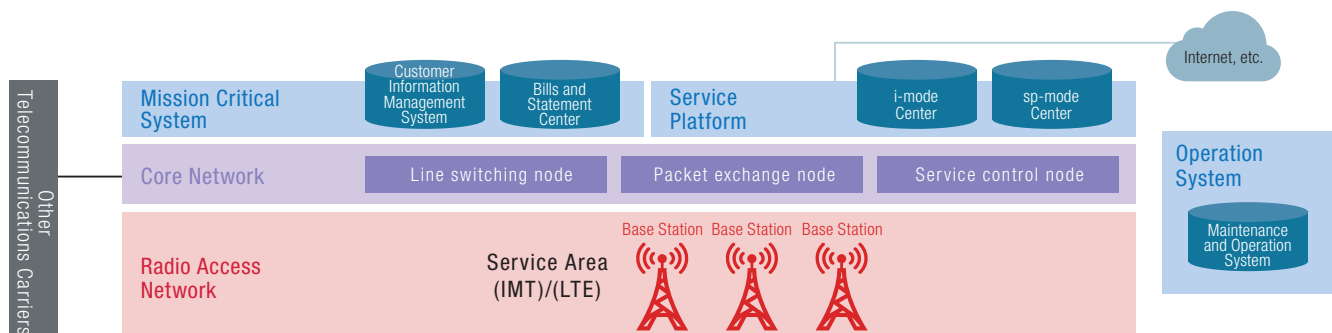 Other
Telecommunications Carriers
Mission Critical
System
Customer
Information
Management
System
Bills and
Statement
Center
Service
Platform
i-mode
Center
sp-mode
Center
Internet, etc.
Core Network
Line switching node
Packet exchange node
Service control node
Operation
System
Maintenance
and Operation
System
Radio Access
Network
Service Area
(IMT)/(LTE)
Base Station
Base Station
Base Station